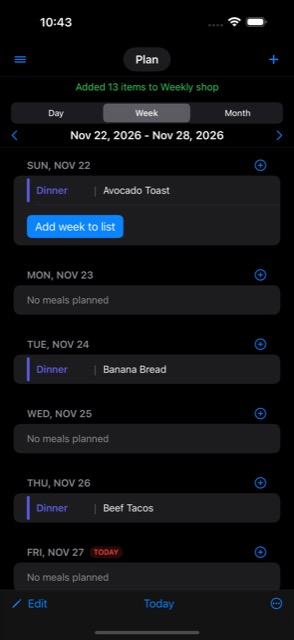 10:43
Plan
Added 13 items to Weekly shop
Day Week Month
Nov 22, 2026 - Nov 28, 2026
SUN, NOV 22
Dinner | Avocado Toast
Add week to list
MON, NOV 23
No meals planned
TUE, NOV 24
Dinner | Banana Bread
WED, NOV 25
No meals planned
THU, NOV 26
Dinner | Beef Tacos
FRI, NOV 27 TODAY
No meals planned
Edit Today